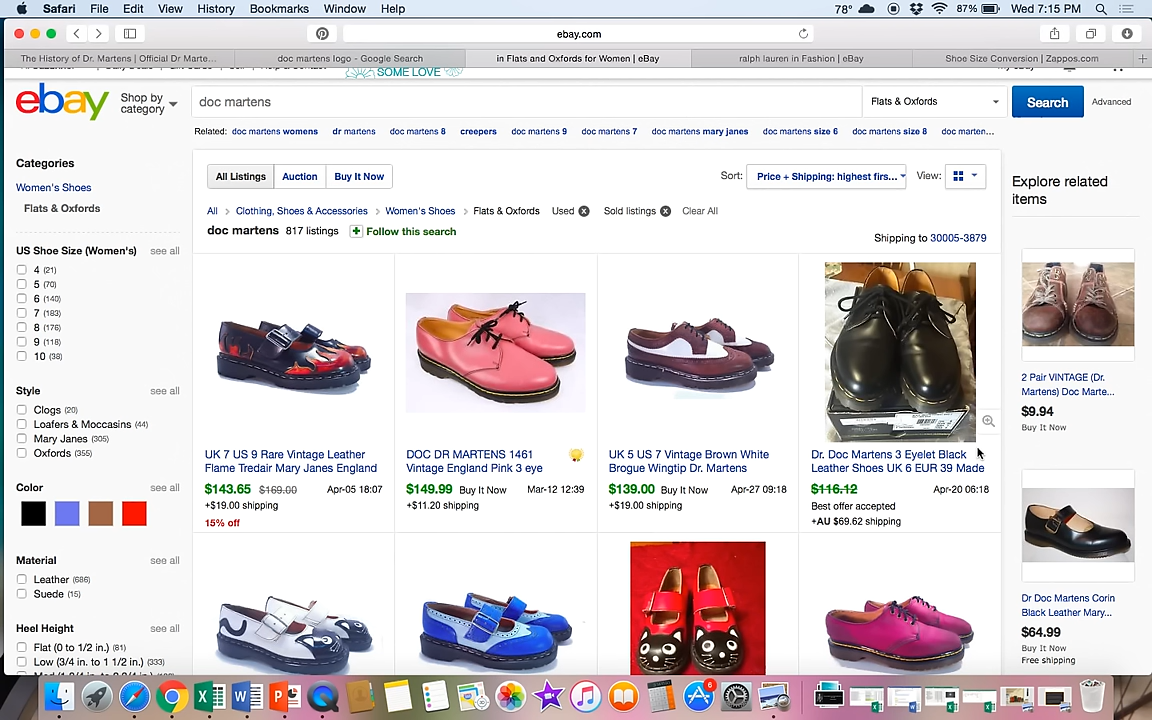 Safari File Edit View History Bookmarks Window Help 78° 87% Wed 7:15 PM
ebay.com
The History of Dr. Martens | Official Dr Marte... doc martens logo - Google Search in Flats and Oxfords for Women | eBay ralph lauren in Fashion | eBay Shoe Size Conversion | Zappos.com
SOME LOVE
ebay Shop by category doc martens Flats & Oxfords Search Advanced
Related: doc martens womens dr martens doc martens 8 creepers doc martens 9 doc martens 7 doc martens mary janes doc martens size 6 doc martens size 8 doc marten...
Categories
Women's Shoes
Flats & Oxfords
US Shoe Size (Women's) see all
4 (21)
5 (70)
6 (140)
7 (183)
8 (176)
9 (118)
10 (38)
Style see all
Clogs (20)
Loafers & Moccasins (44)
Mary Janes (305)
Oxfords (355)
Color see all
Material see all
Leather (686)
Suede (15)
Heel Height see all
Flat (0 to 1/2 in.) (81)
Low (3/4 in. to 1 1/2 in.) (333)
All Listings Auction Buy It Now Sort: Price + Shipping: highest firs... View:
All Clothing, Shoes & Accessories Women's Shoes Flats & Oxfords Used Sold listings Clear All
doc martens 817 listings Follow this search
Shipping to 30005-3879
UK 7 US 9 Rare Vintage Leather
Flame Tredair Mary Janes England
$143.65 $169.00 Apr-05 18:07
+$19.00 shipping
15% off
DOC DR MARTENS 1461
Vintage England Pink 3 eye
$149.99 Buy It Now Mar-12 12:39
+$11.20 shipping
UK 5 US 7 Vintage Brown White
Brogue Wingtip Dr. Martens
$139.00 Buy It Now Apr-27 09:18
+$19.00 shipping
Dr. Doc Martens 3 Eyelet Black
Leather Shoes UK 6 EUR 39 Made
$116.12 Apr-20 06:18
Best offer accepted
+AU $69.62 shipping
Explore related
items
2 Pair VINTAGE (Dr.
Martens) Doc Marte...
$9.94
Buy It Now
Dr Doc Martens Corin
Black Leather Mary...
$64.99
Buy It Now
Free shipping
6